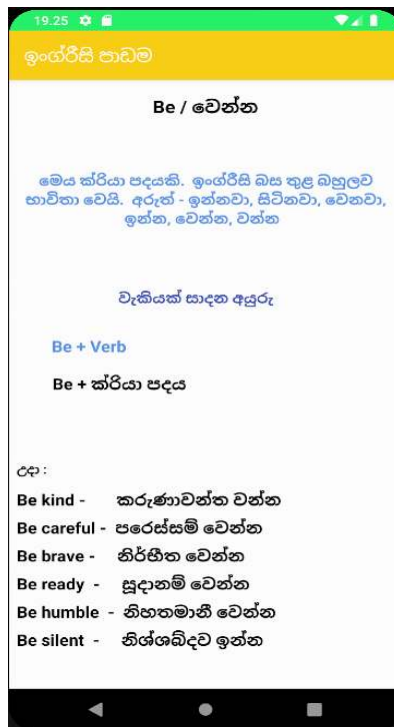 19.25
ඉංග්රීසි පාඩම
Be / වෙන්න
මෙය ක්රියා පදයකි. ඉංග්රීසි බස තුළ බහුලව
භාවිතා වෙයි. අරුත් - ඉන්නවා, සිටිනවා, වෙනවා,
ඉන්න, වෙන්න, වන්න
වැකියක් සාදන අයුරු
Be + Verb
Be + ක්රියා පදය
උදා :
Be kind - කරුණාවන්ත වන්න
Be careful - පරෙස්සම් වෙන්න
Be brave - නිර්භීත වෙන්න
Be ready - සූදානම් වෙන්න
Be humble - නිහතමානී වෙන්න
Be silent - නිශ්ශබ්දව ඉන්න